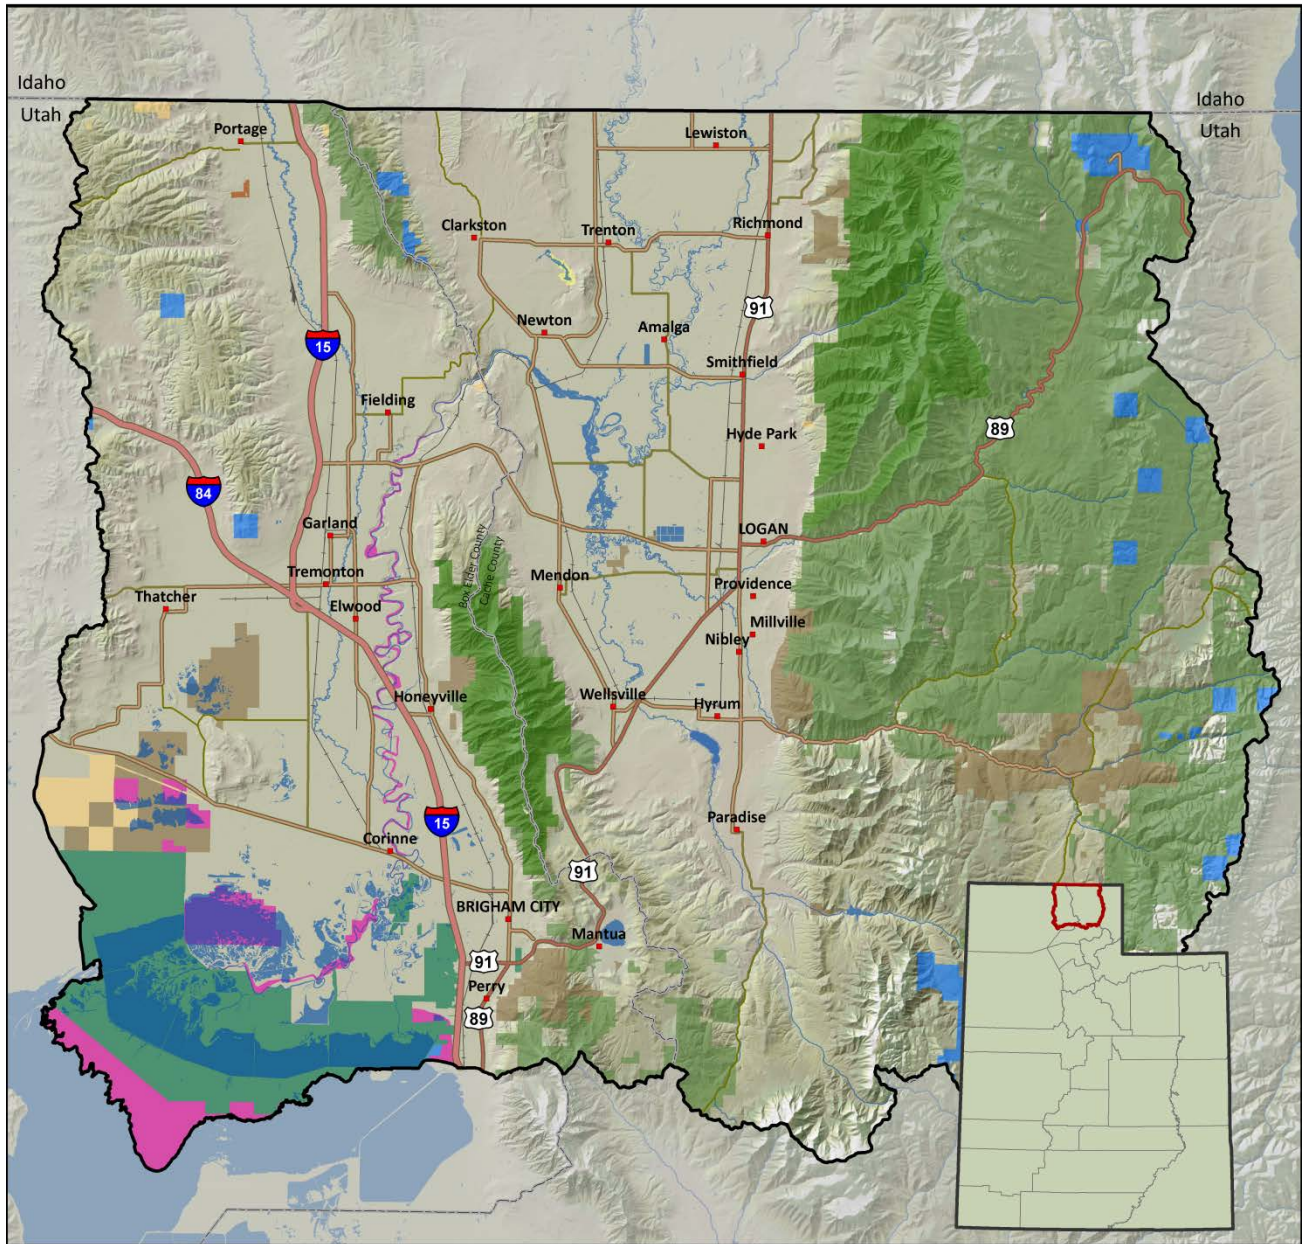 Idaho
Utah
Idaho
Utah
Portage
Lewiston
Clarkston
Trenton
Richmond
91
15
Newton
Amalga
Smithfield
Fielding
Hyde Park
89
84
Garland
LOGAN
Box Elder County
Cache County
Tremonton
Mendon
Providence
Thatcher
Elwood
Millville
Nibley
Honeyville
Wellsville
Hyrum
15
Paradise
Corinne
91
BRIGHAM CITY
Mantua
91
Perry
89